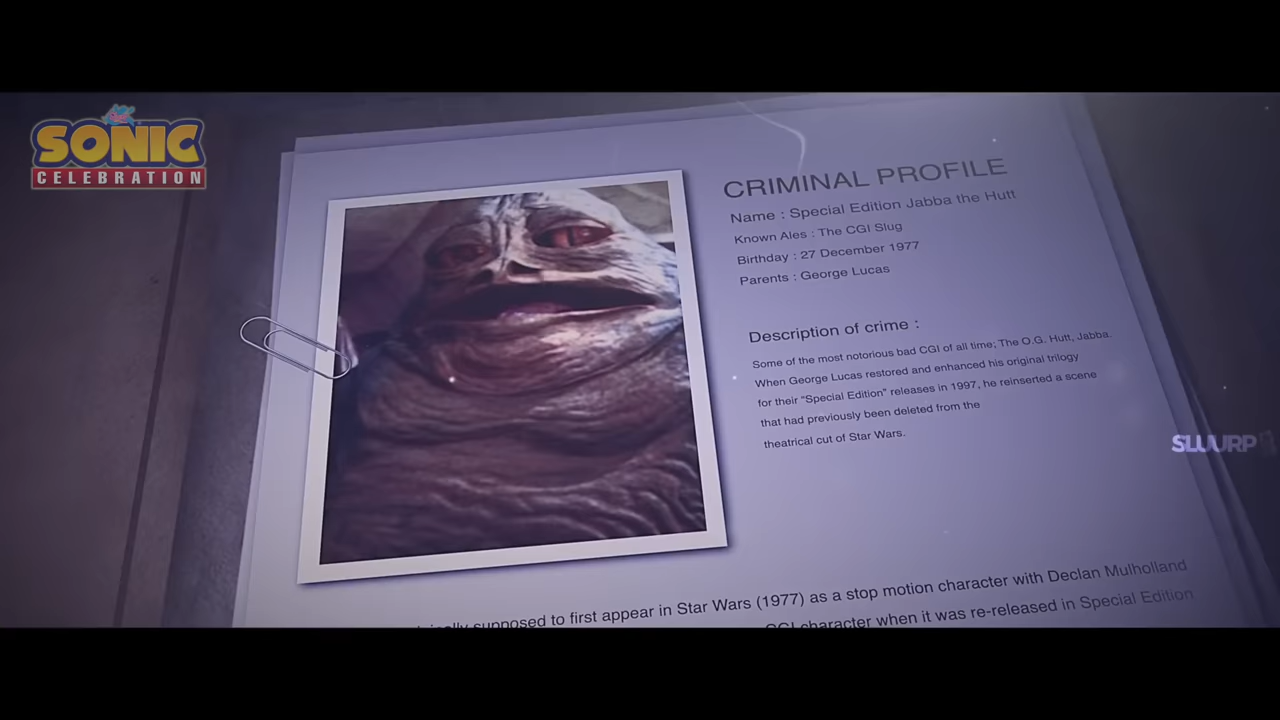 SONIC
CELEBRATION
CRIMINAL PROFILE
Name : Special Edition Jabba the Hutt
Known Ales : The CGI Slug
Birthday : 27 December 1977
Parents : George Lucas
Description of crime :
Some of the most notorious bad CGI of all time; The O.G. Hutt, Jabba.
When George Lucas restored and enhanced his original trilogy
for their “Special Edition” releases in 1997, he reinserted a scene
that had previously been deleted from the
theatrical cut of Star Wars.
SLUURP
supposed to first appear in Star Wars (1977) as a stop motion character with Declan Mulholland
CGI character when it was re-released in Special Edition